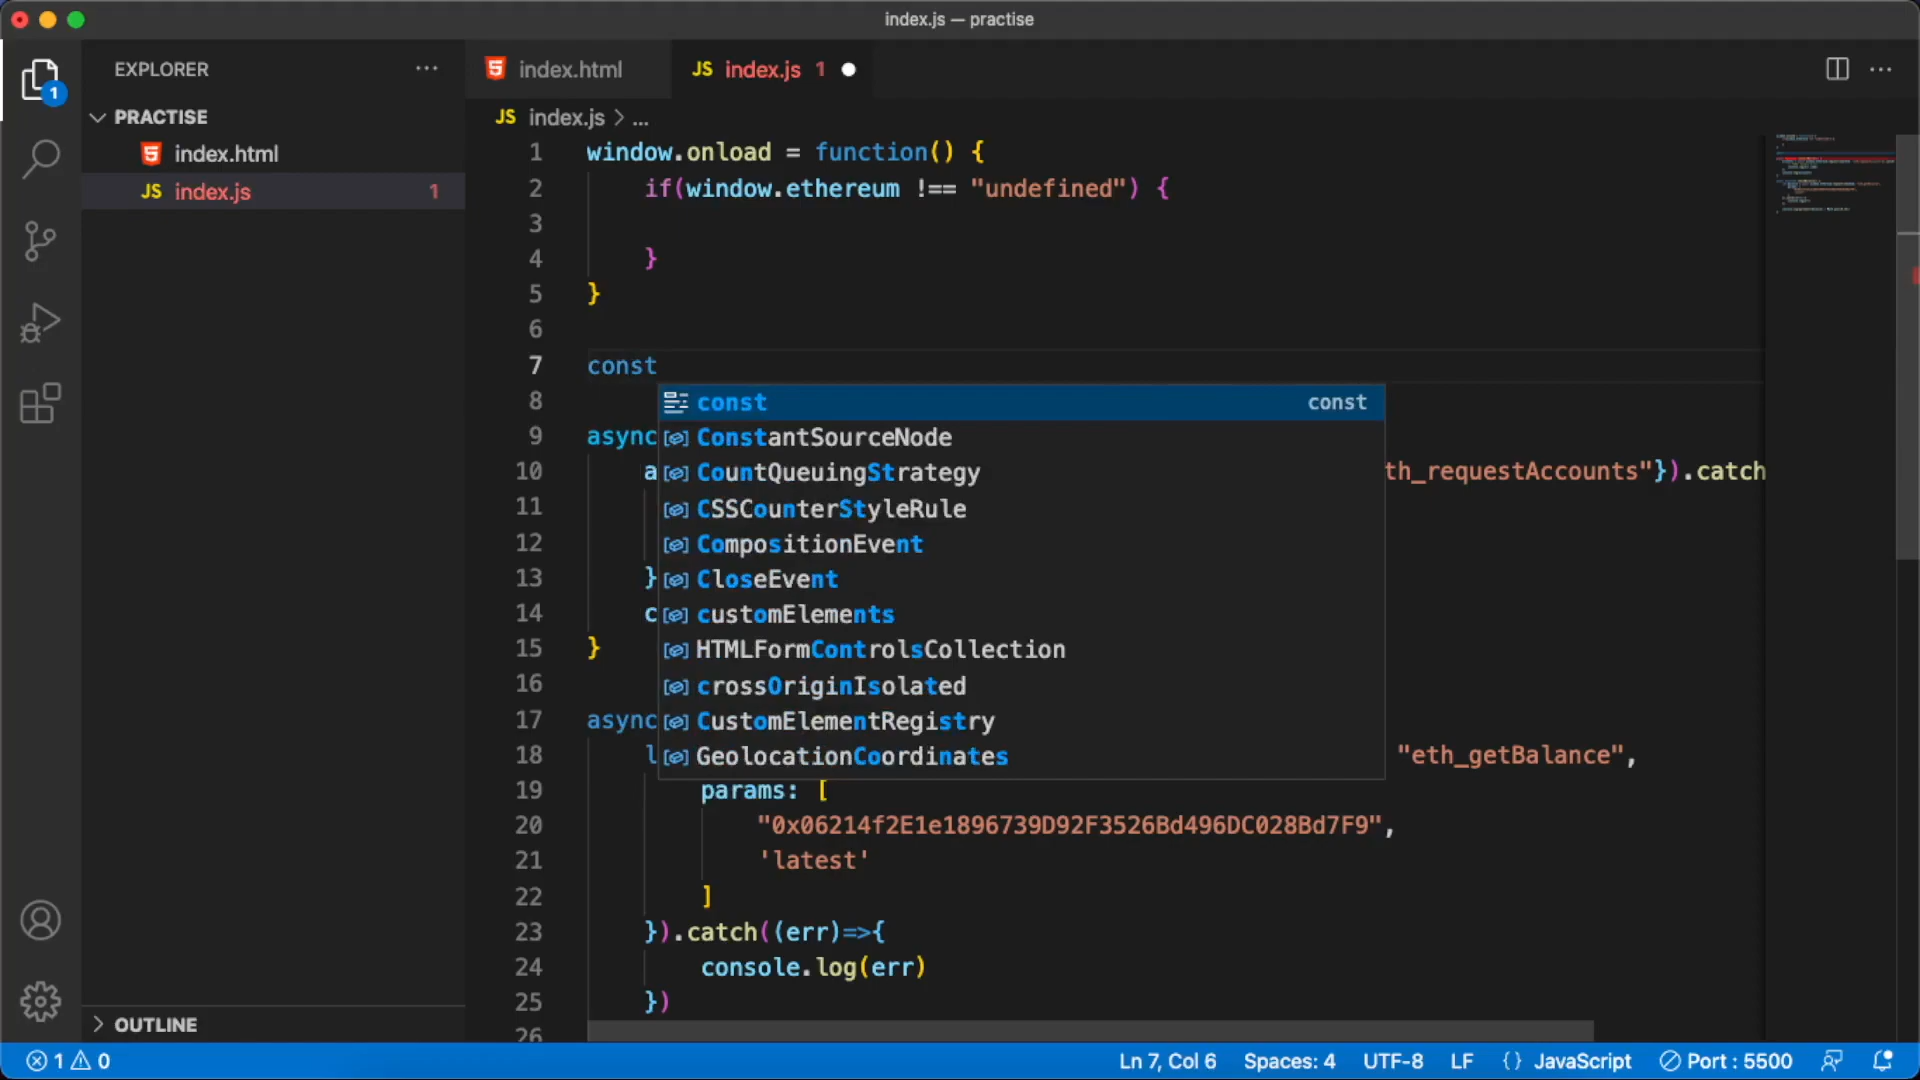 index.js — practise
EXPLORER
PRACTISE
index.html
JS index.js 1
OUTLINE
1
index.html
JS index.js 1
JS index.js > ...
1 window.onload = function() {
2 if(window.ethereum !== "undefined") {
3
4 }
5 }
6
7 const
8
9 async
10 a th_requestAccounts"}).catch
11
12
13 }
14 c
15 }
16
17 async
18 l "eth_getBalance",
19 params: [
20 "0x06214f2E1e1896739D92F3526Bd496DC028Bd7F9",
21 'latest'
22 ]
23 }).catch((err)=>{
24 console.log(err)
25 })
26
const const
ConstantSourceNode
CountQueuingStrategy
CSSCounterStyleRule
CompositionEvent
CloseEvent
customElements
HTMLFormControlsCollection
crossOriginIsolated
CustomElementRegistry
GeolocationCoordinates
1 0 Ln 7, Col 6 Spaces: 4 UTF-8 LF {} JavaScript Port : 5500